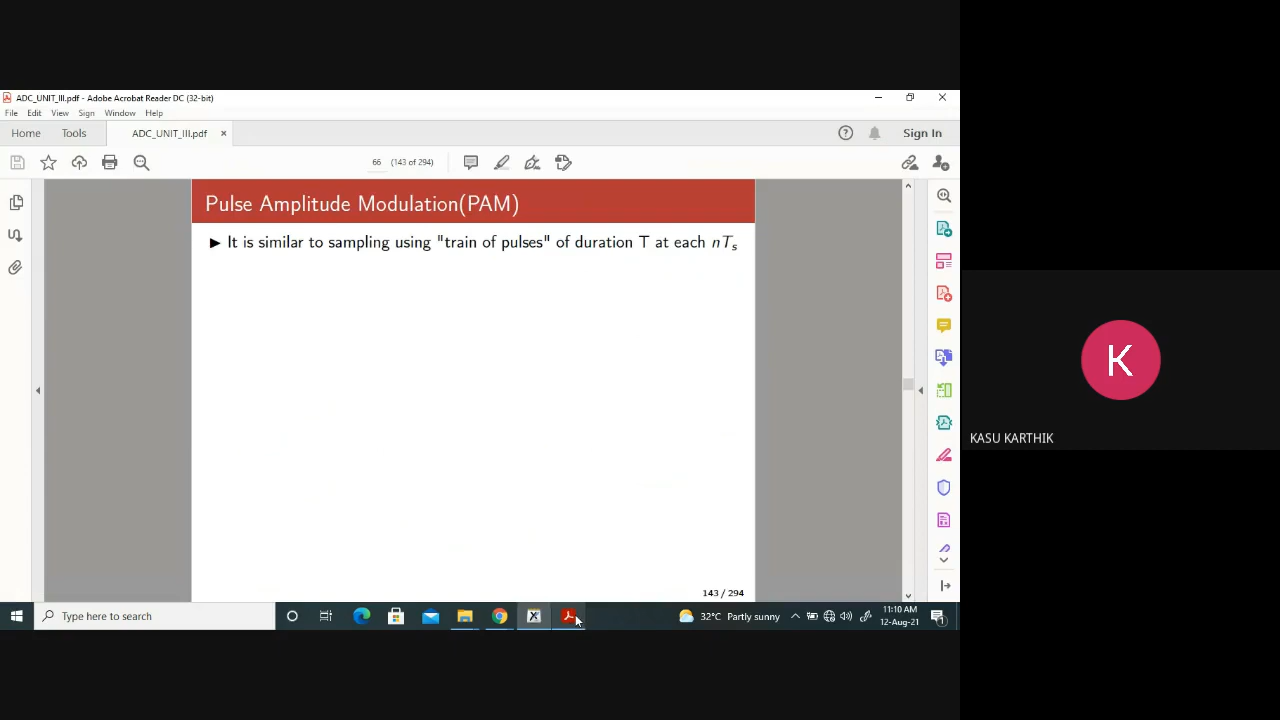 ADC_UNIT_III.pdf - Adobe Acrobat Reader DC (32-bit)
File Edit View Sign Window Help
Home Tools ADC_UNIT_III.pdf × Sign In
66 (143 of 294)
Pulse Amplitude Modulation(PAM)
▶ It is similar to sampling using "train of pulses" of duration T at each nTs
143 / 294
K
KASU KARTHIK
Type here to search
X
32°C Partly sunny
11:10 AM
12-Aug-21
1